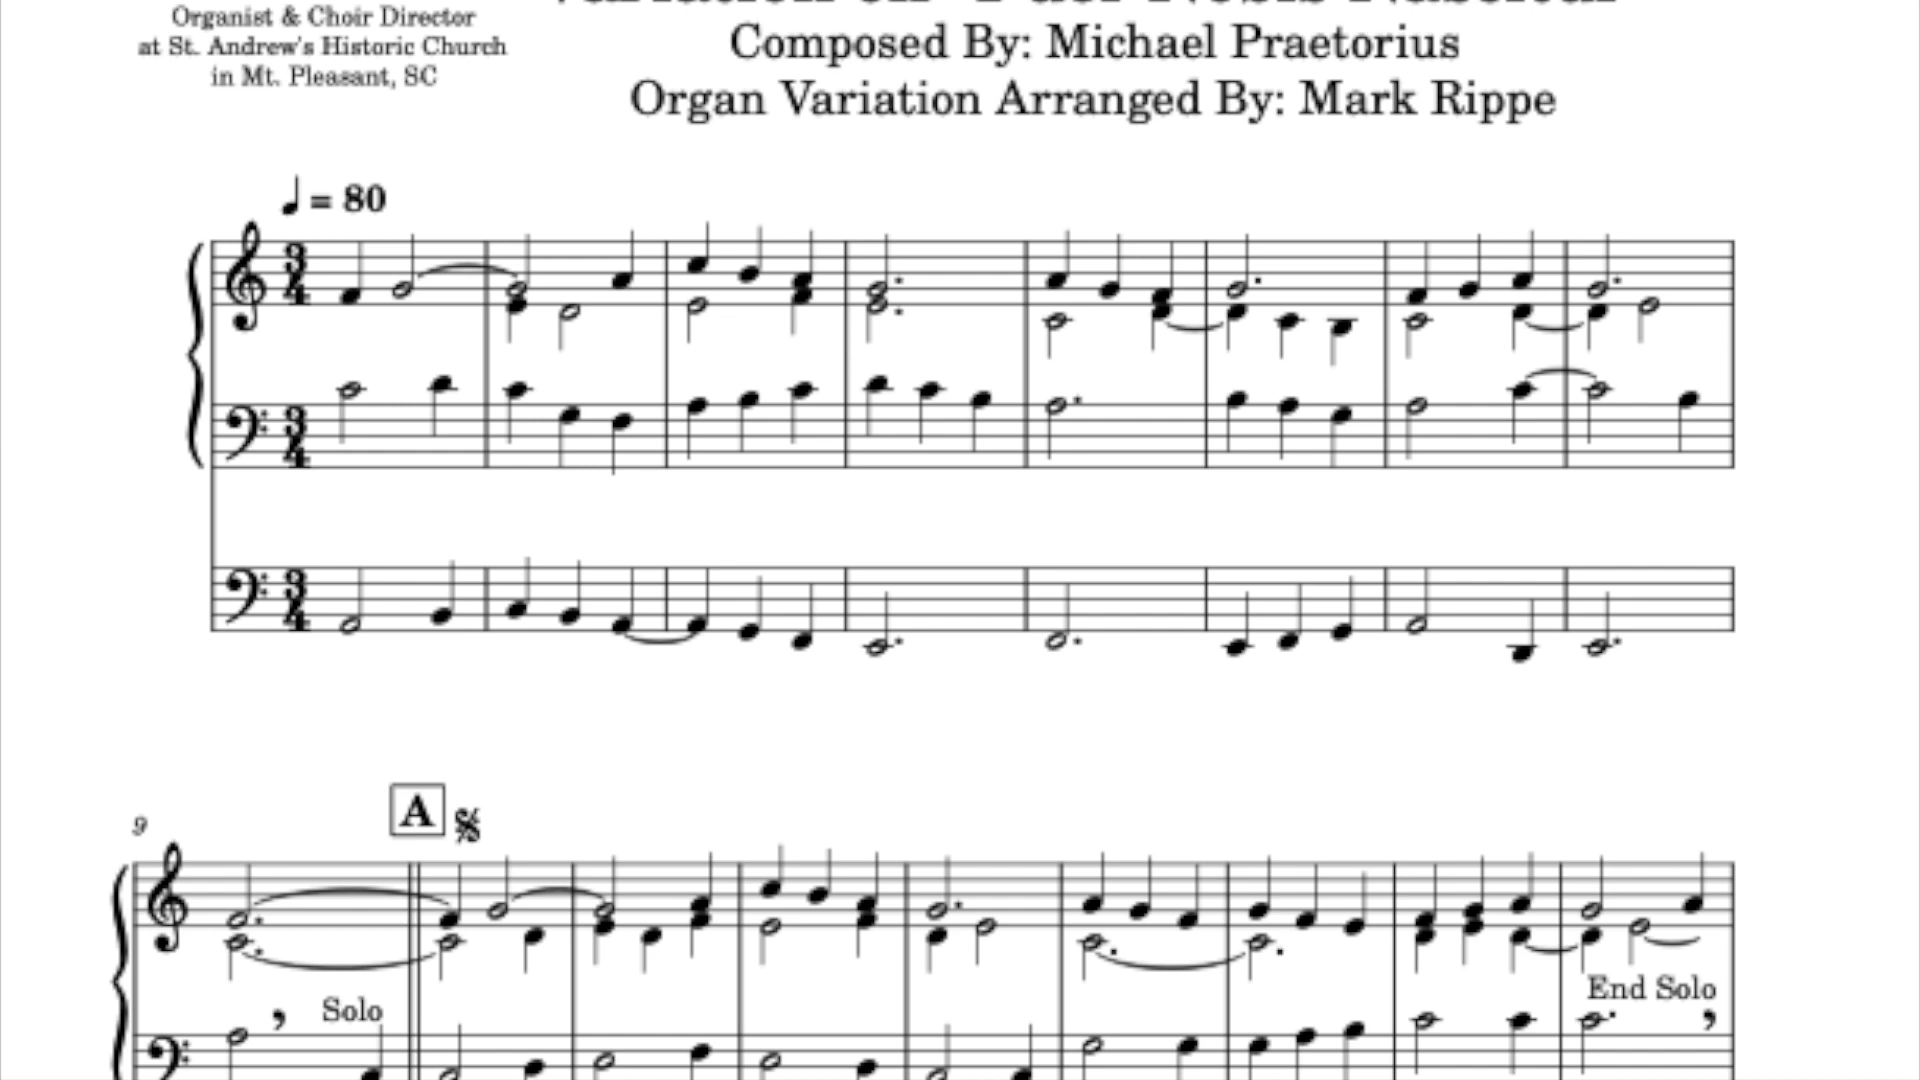 Organist & Choir Director
at St. Andrew's Historic Church
in Mt. Pleasant, SC
Composed By: Michael Praetorius
Organ Variation Arranged By: Mark Rippe
= 80
3
4
3
4
3
4
9
A
Solo
End Solo